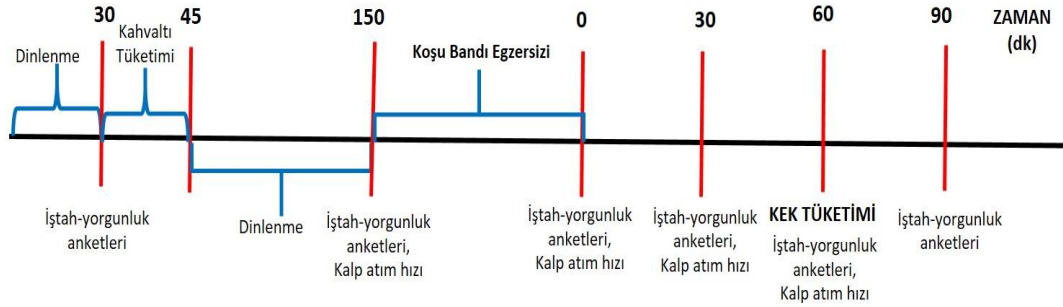 30 45 150 0 30 60 90 ZAMAN
(dk)
Dinlenme
Kahvaltı
Tüketimi
Koşu Bandı Egzersizi
İştah-yorgunluk
anketleri
Dinlenme
İştah-yorgunluk
anketleri,
Kalp atım hızı
İştah-yorgunluk
anketleri,
Kalp atım hızı
İştah-yorgunluk
anketleri,
Kalp atım hızı
KEK TÜKETİMİ
İştah-yorgunluk
anketleri,
Kalp atım hızı
İştah-yorgunluk
anketleri